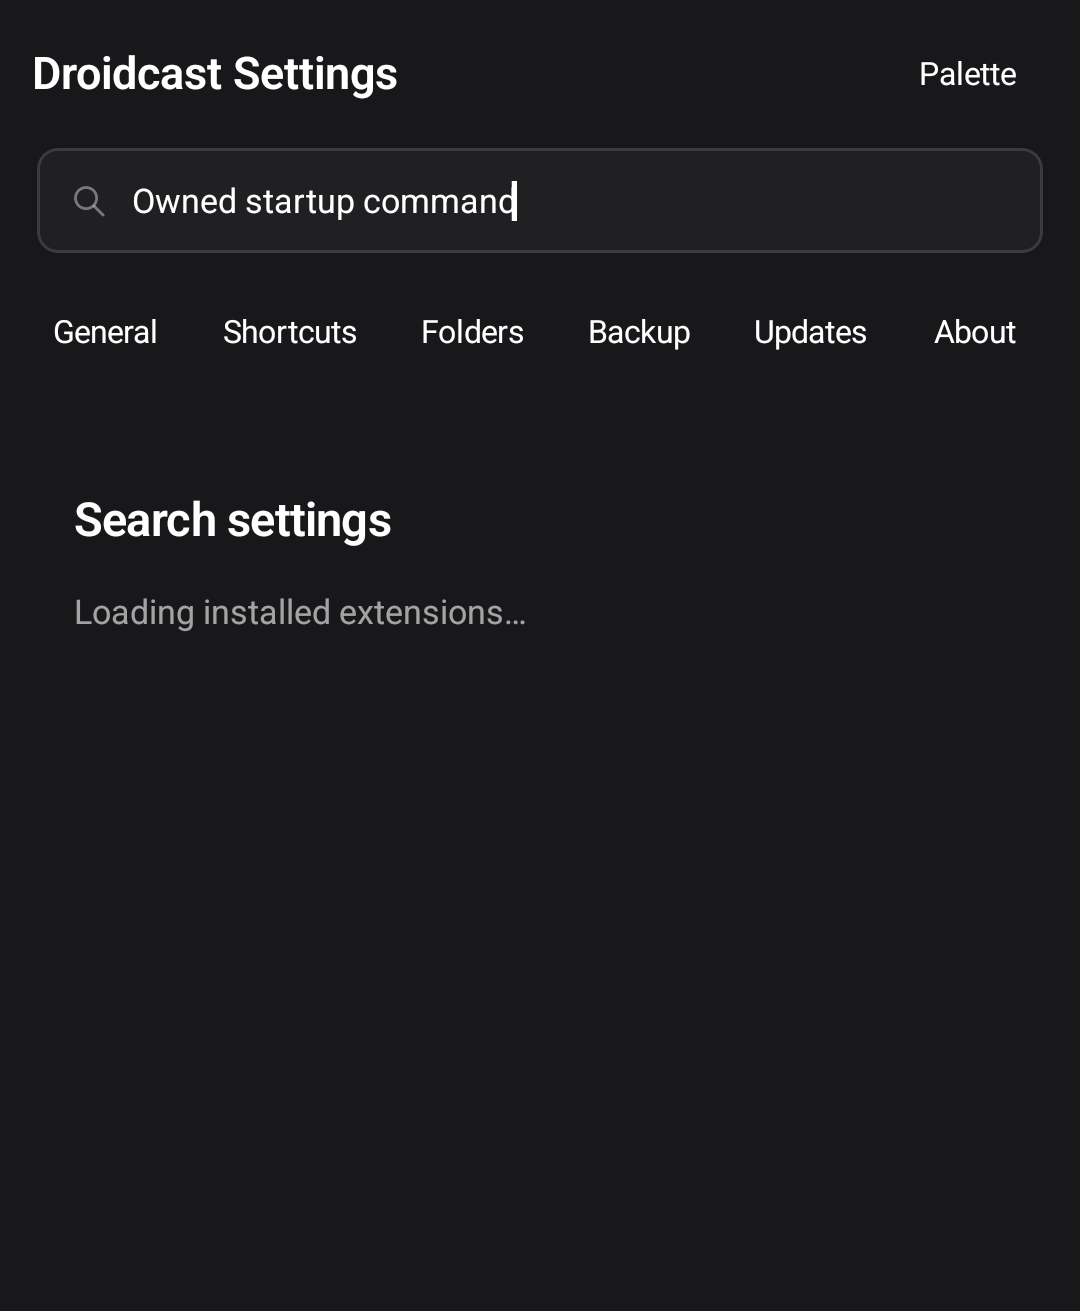 Droidcast Settings
Palette
Owned startup command
General
Shortcuts
Folders
Backup
Updates
About
Search settings
Loading installed extensions…